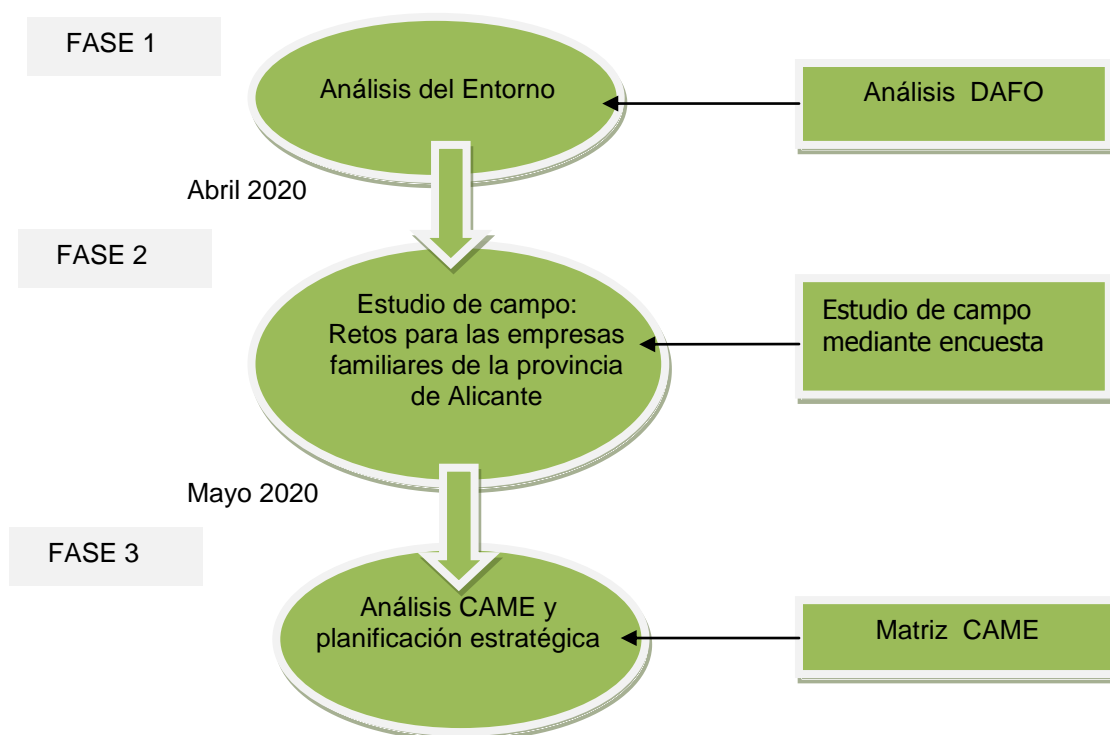 FASE 1
Análisis del Entorno
Análisis DAFO
Abril 2020
FASE 2
Estudio de campo:
Retos para las empresas
familiares de la provincia
de Alicante
Estudio de campo
mediante encuesta
Mayo 2020
FASE 3
Análisis CAME y
planificación estratégica
Matriz CAME